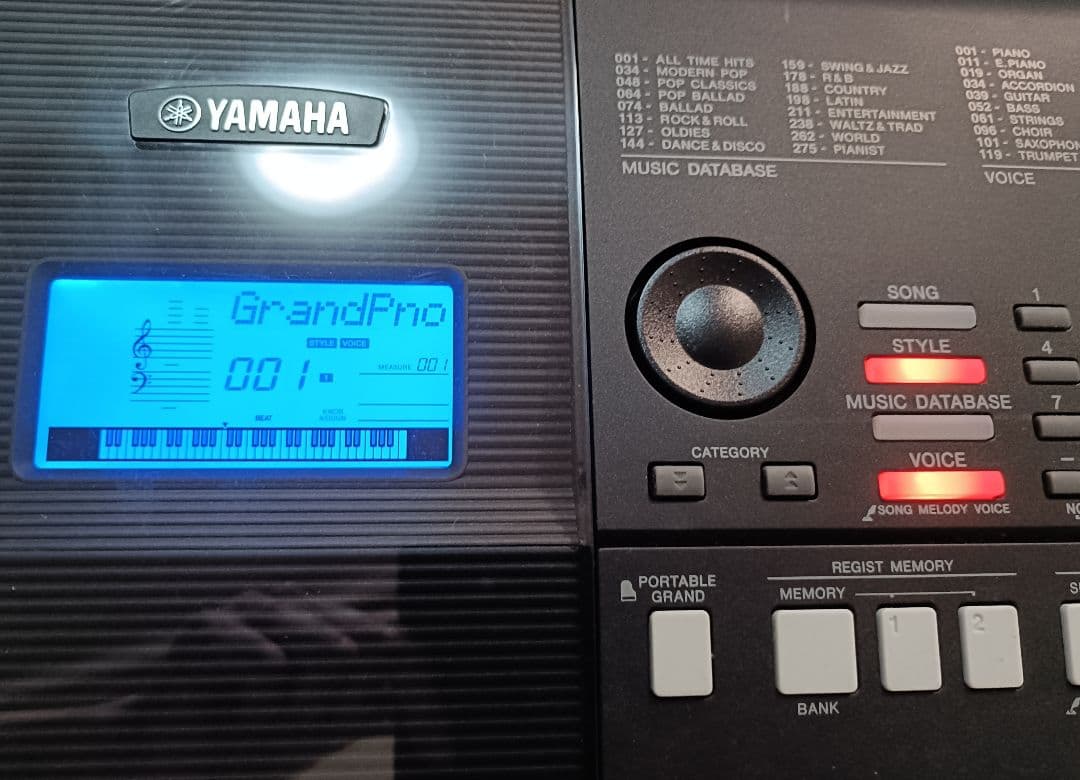 YAMAHA
GrandPno
STYLE VOICE
001
MEASURE 001
BEAT
001 - ALL TIME HITS
034 - MODERN POP
048 - POP CLASSICS
064 - POP BALLAD
074 - BALLAD
113 - ROCK & ROLL
127 - OLDIES
144 - DANCE & DISCO
159 - SWING & JAZZ
178 - R & B
188 - COUNTRY
198 - LATIN
211 - ENTERTAINMENT
238 - WALTZ & TRAD
262 - WORLD
275 - PIANIST
MUSIC DATABASE
001 - PIANO
011 - E.PIANO
019 - ORGAN
034 - ACCORDION
039 - GUITAR
052 - BASS
061 - STRINGS
096 - CHOIR
101 - SAXOPHON
119 - TRUMPET
VOICE
SONG
1
STYLE
4
MUSIC DATABASE
7
CATEGORY
VOICE
–
SONG MELODY VOICE
PORTABLE
GRAND
REGIST MEMORY
MEMORY
1
2
BANK